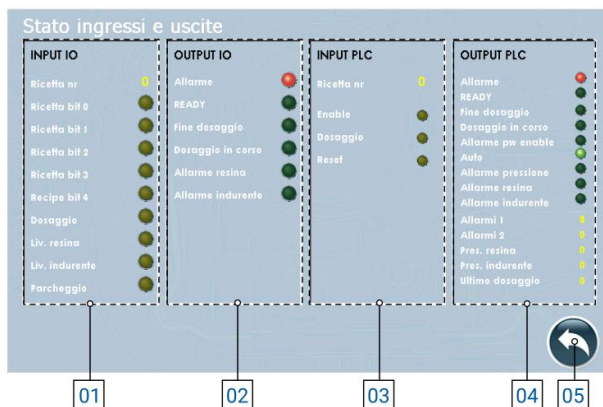 Stato ingressi e uscite
INPUT IO
Ricetta nr 0
Ricetta bit 0
Ricetta bit 1
Ricetta bit 2
Ricetta bit 3
Recipe bit 4
Dosaggio
Liv. resina
Liv. indurente
Parcheggio
OUTPUT IO
Allarme
READY
Fine dosaggio
Dosaggio in corso
Allarme resina
Allarme indurente
INPUT PLC
Ricetta nr 0
Enable
Dosaggio
Reset
OUTPUT PLC
Allarme
READY
Fine dosaggio
Dosaggio in corso
Allarme pw enable
Auto
Allarme pressione
Allarme resina
Allarme indurente
Allarmi 1 8
Allarmi 2 0
Pres. resina 0
Pres. indurente 0
Ultimo dosaggio 0
01
02
03
04
05